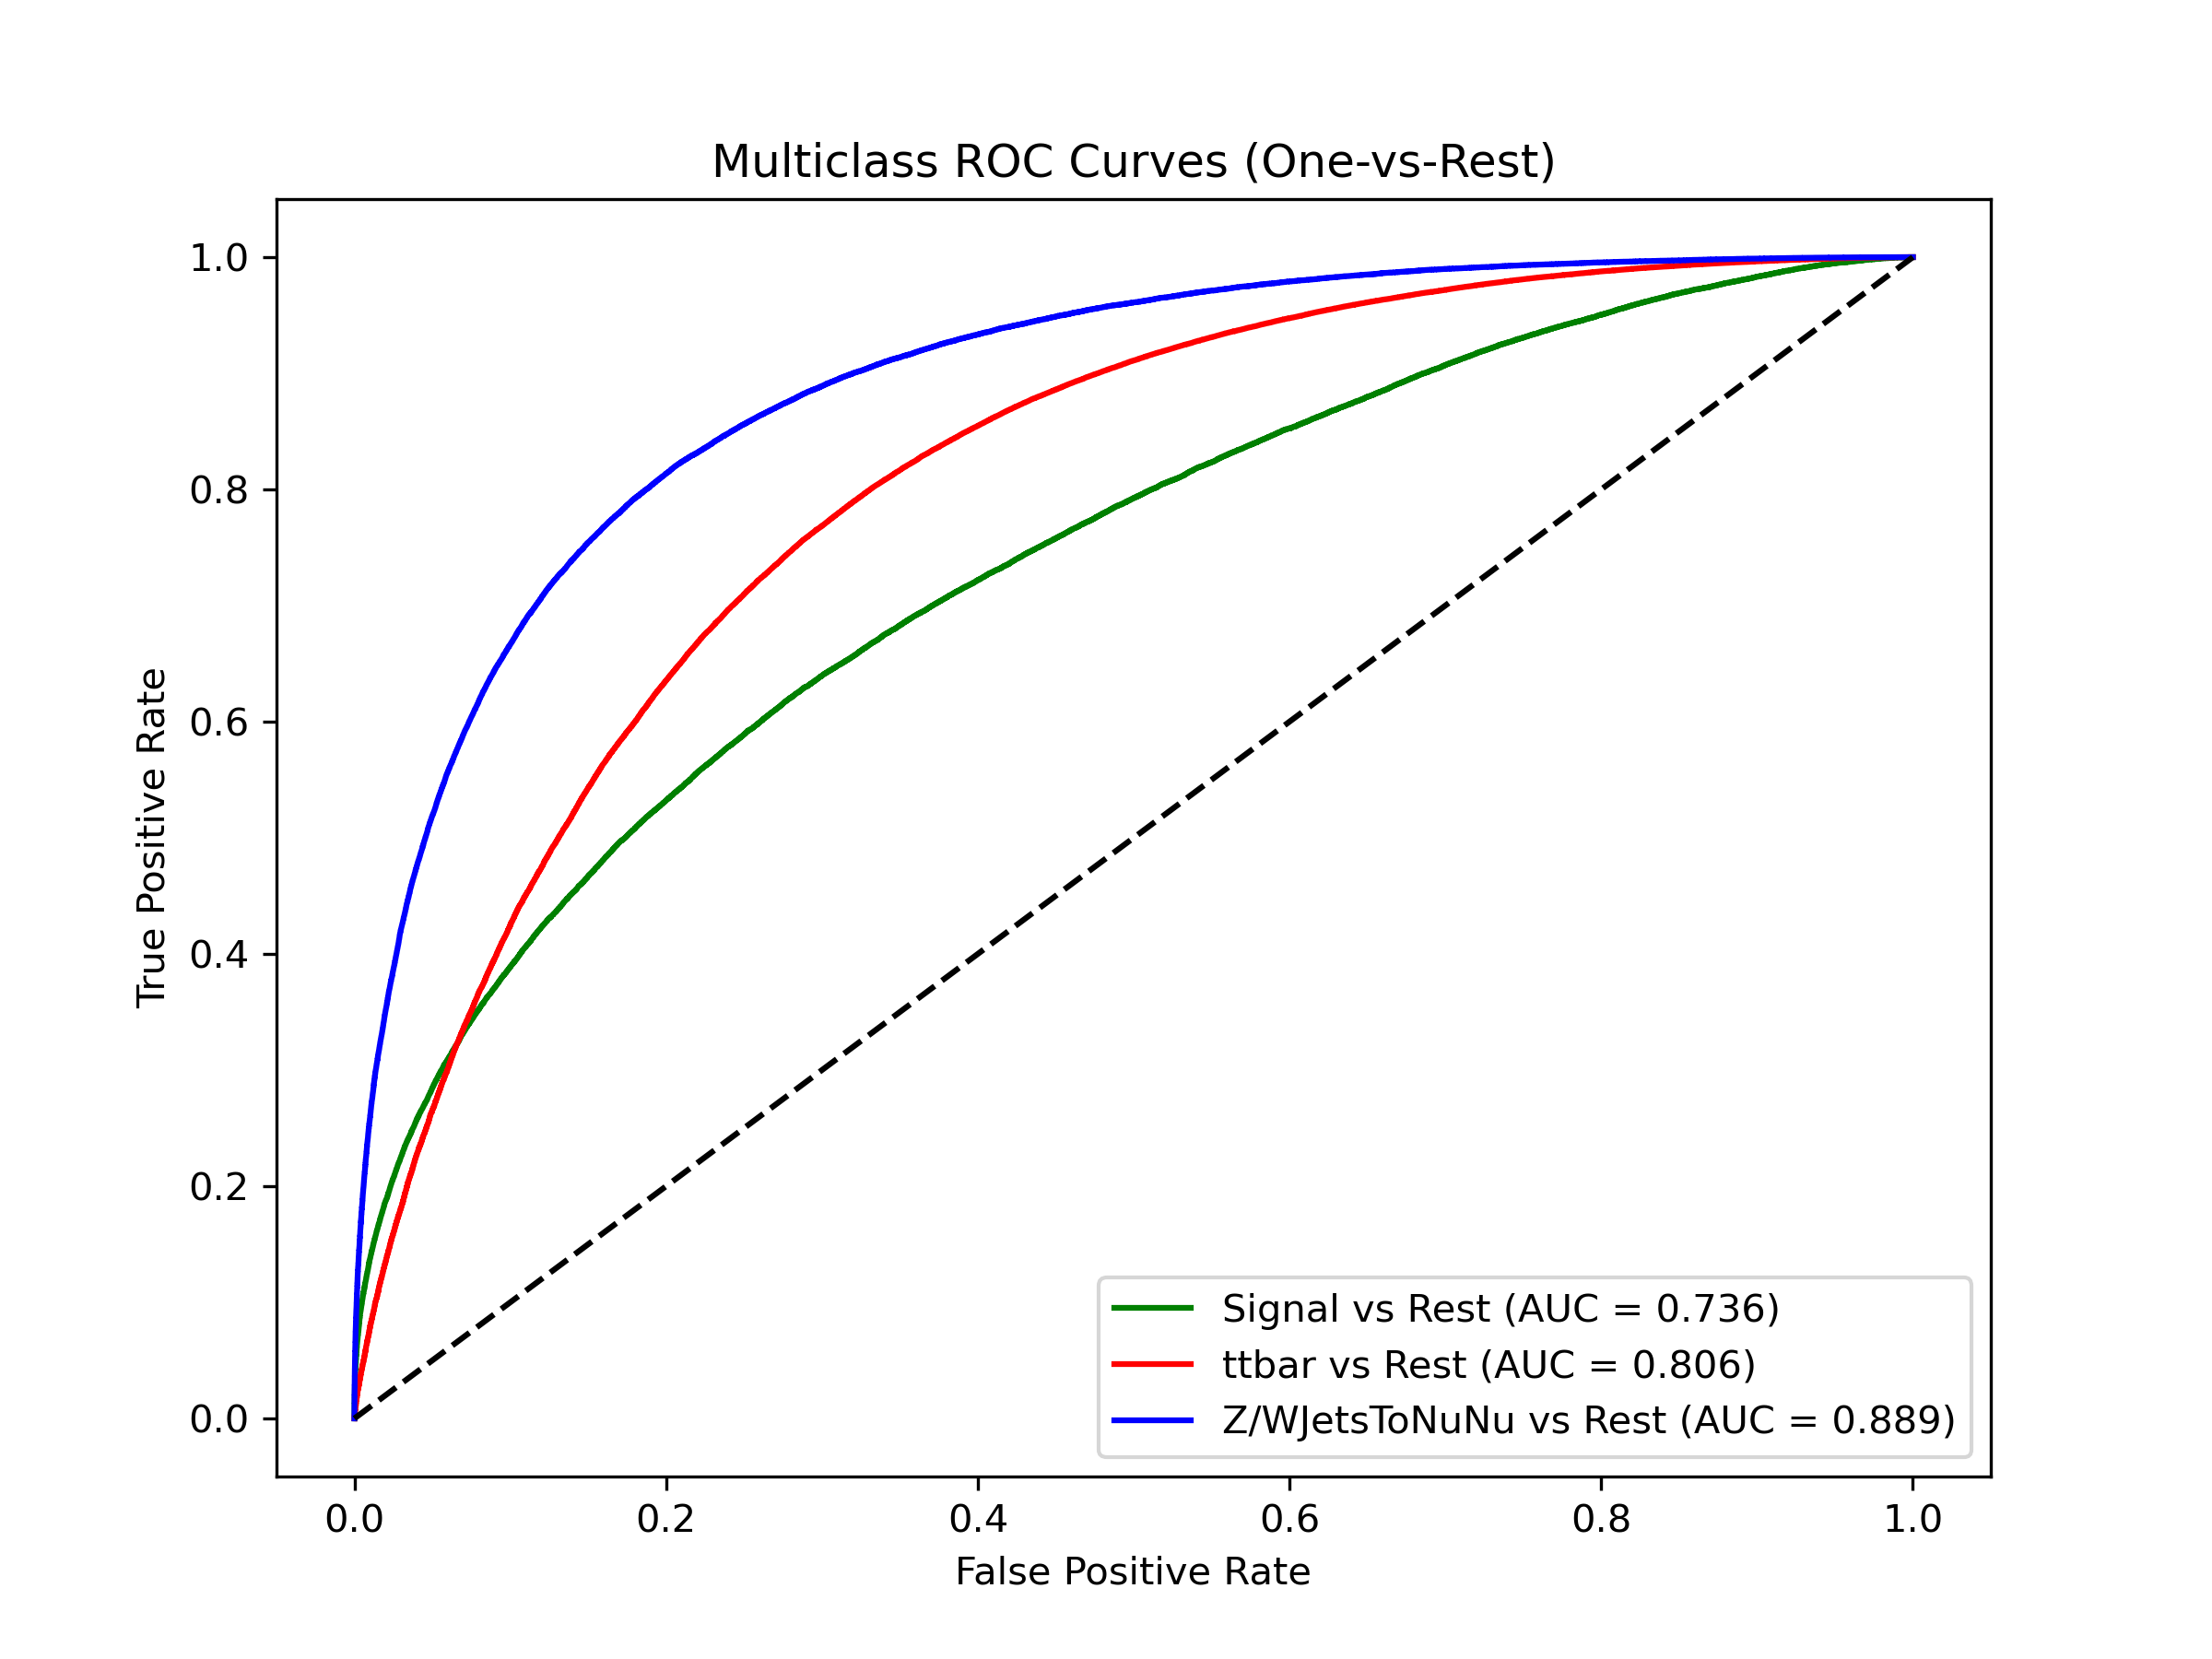 Multiclass ROC Curves (One-vs-Rest)
1.0
0.8
0.6
0.4
0.2
0.0
True Positive Rate
Signal vs Rest (AUC = 0.736)
ttbar vs Rest (AUC = 0.806)
Z/WJetsToNuNu vs Rest (AUC = 0.889)
0.0 0.2 0.4 0.6 0.8 1.0
False Positive Rate